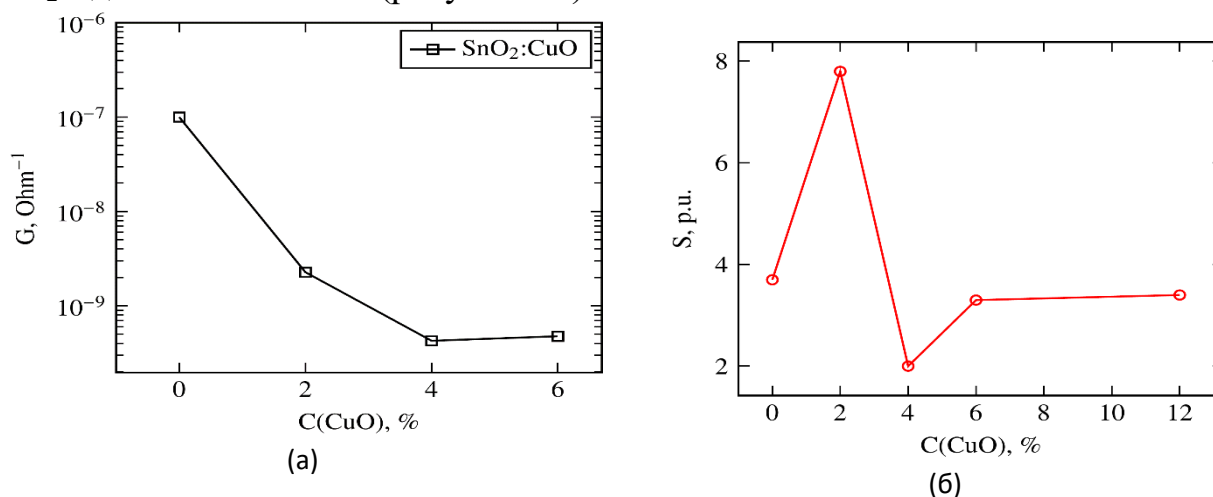 10⁻⁶
SnO₂:CuO
10⁻⁷
10⁻⁸
10⁻⁹
G, Ohm⁻¹
0 2 4 6
C(CuO), %
(а)
8
6
4
2
S, p.u.
0 2 4 6 8 10 12
C(CuO), %
(б)